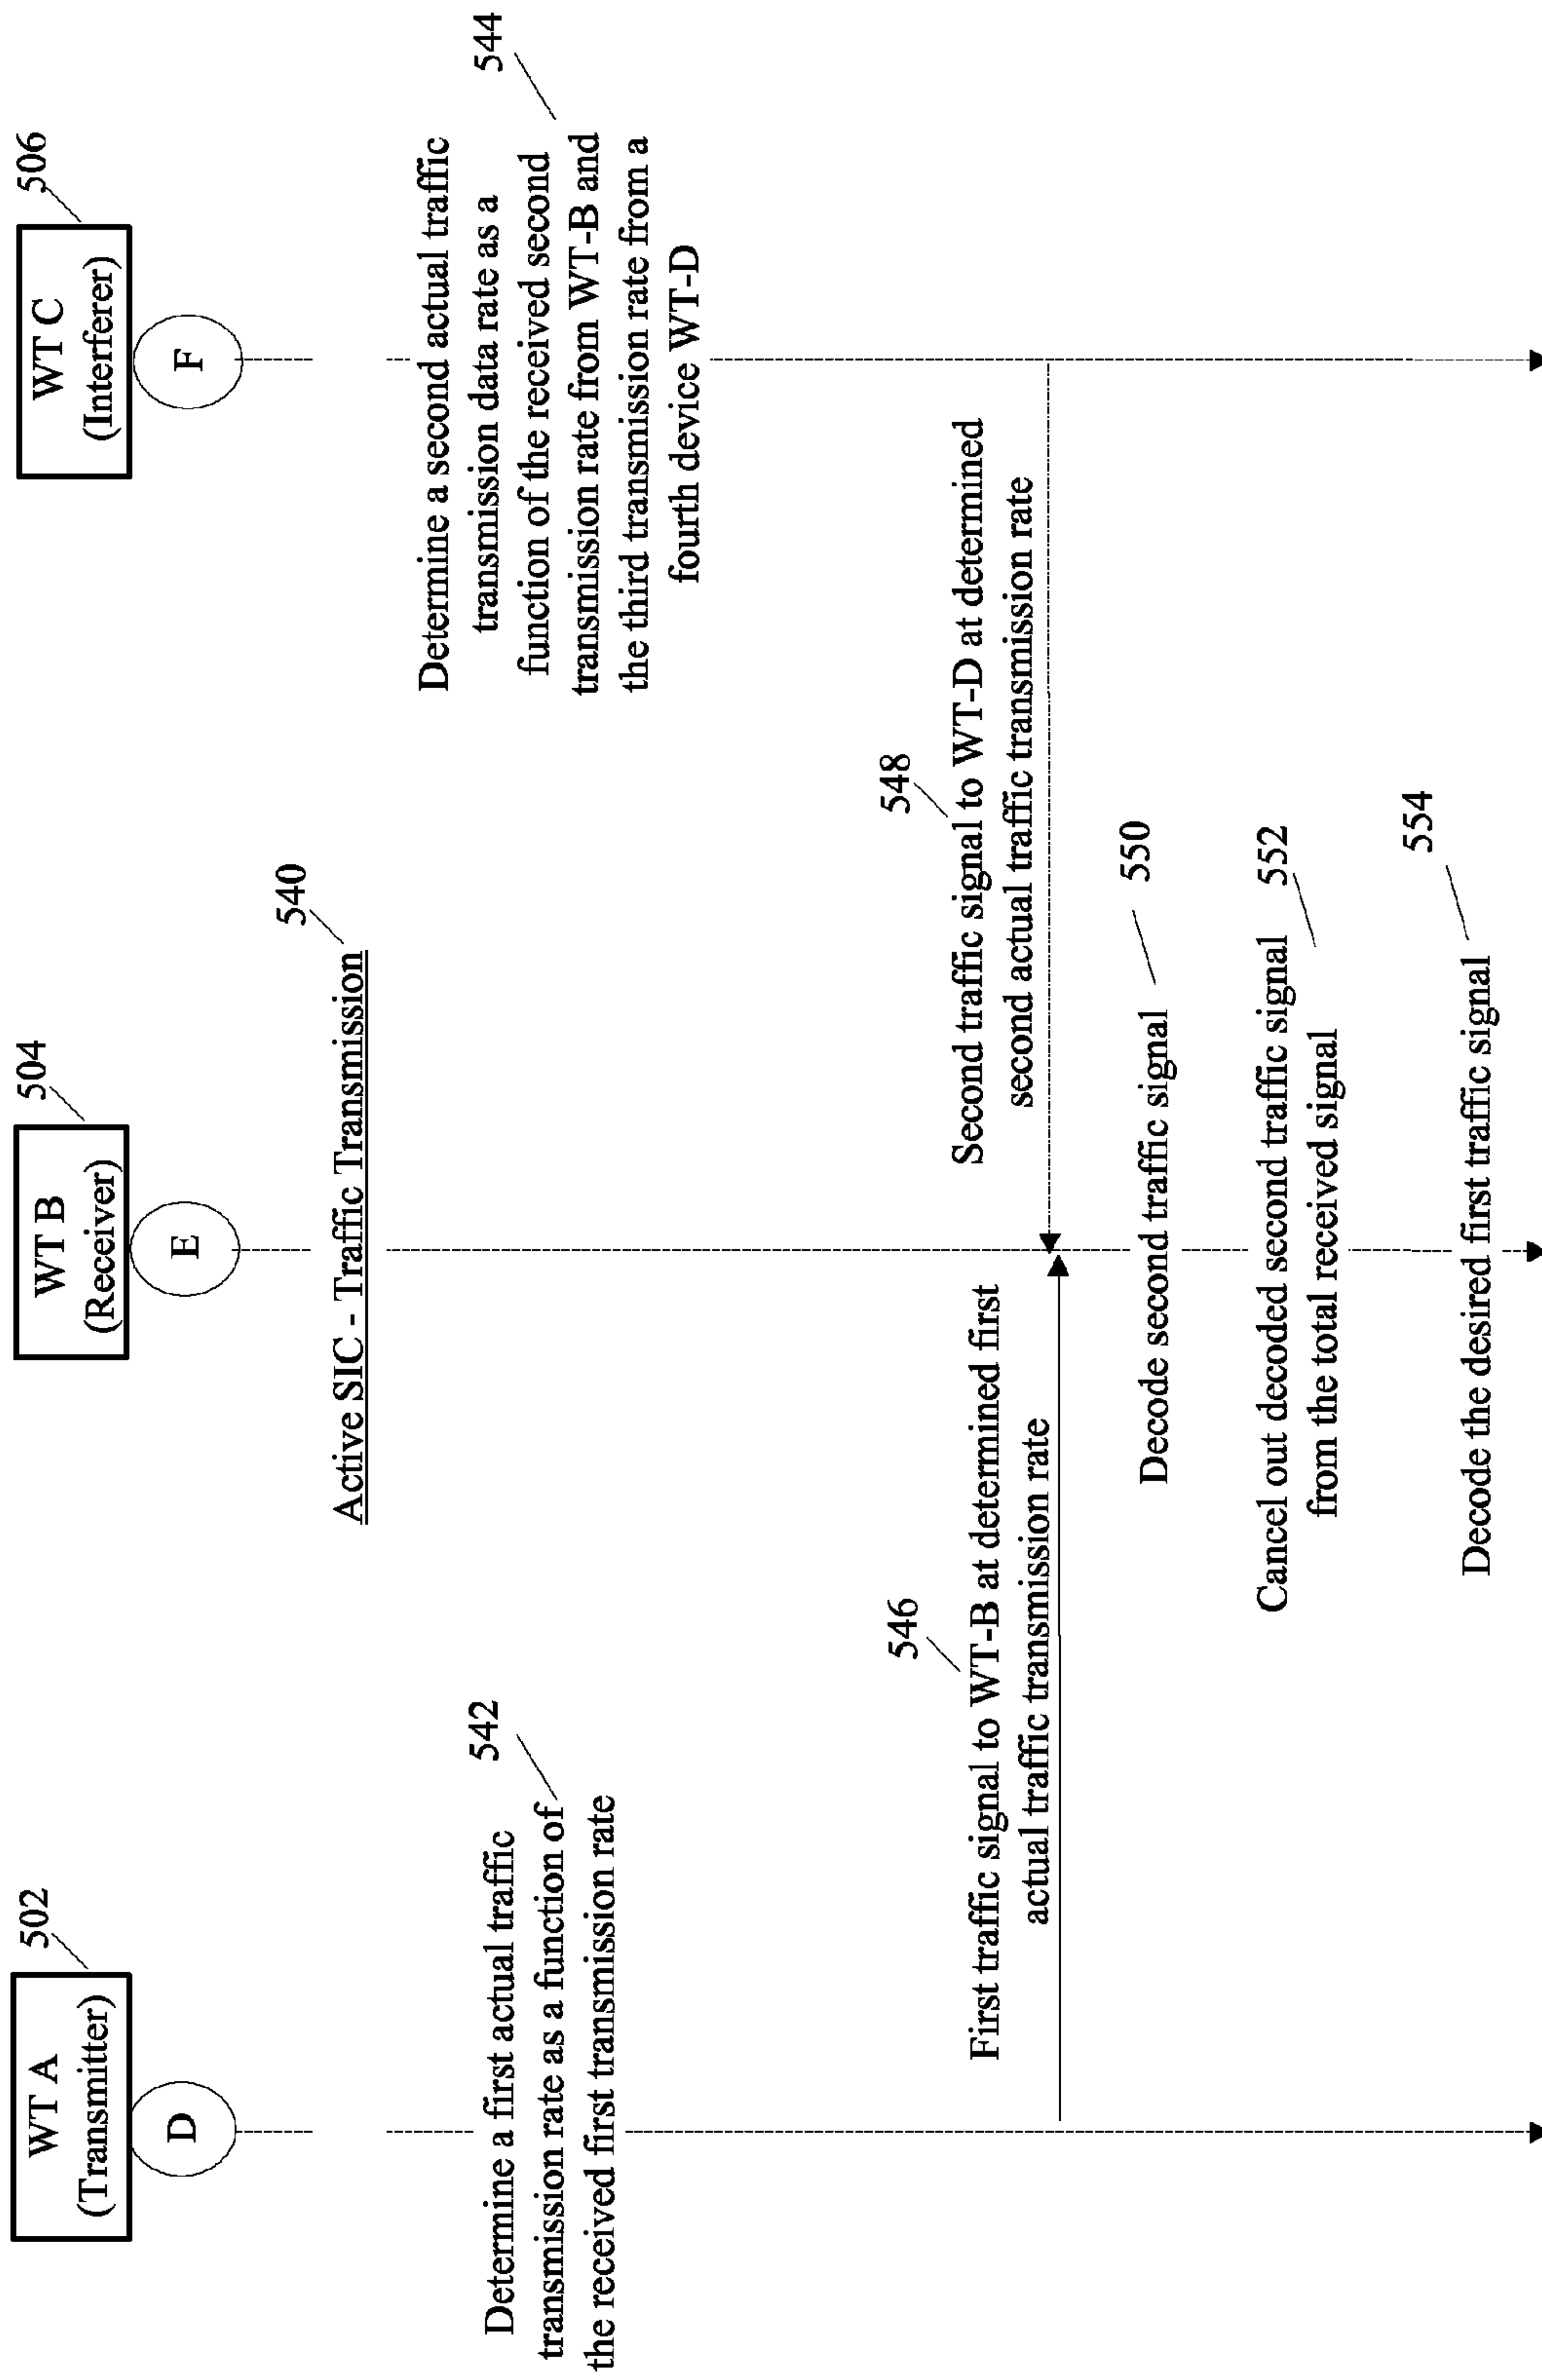 502
504
506
WT A
(Transmitter)
WT B
(Receiver)
WT C
(Interferer)
D
E
F
540
Active SIC - Traffic Transmission
542
Determine a first actual traffic
transmission rate as a function of
the received first transmission rate
544
Determine a second actual traffic
transmission data rate as a
function of the received second
transmission rate from WT-B and
the third transmission rate from a
fourth device WT-D
546
First traffic signal to WT-B at determined first
actual traffic transmission rate
548
Second traffic signal to WT-D at determined
second actual traffic transmission rate
550
Decode second traffic signal
552
Cancel out decoded second traffic signal
from the total received signal
554
Decode the desired first traffic signal